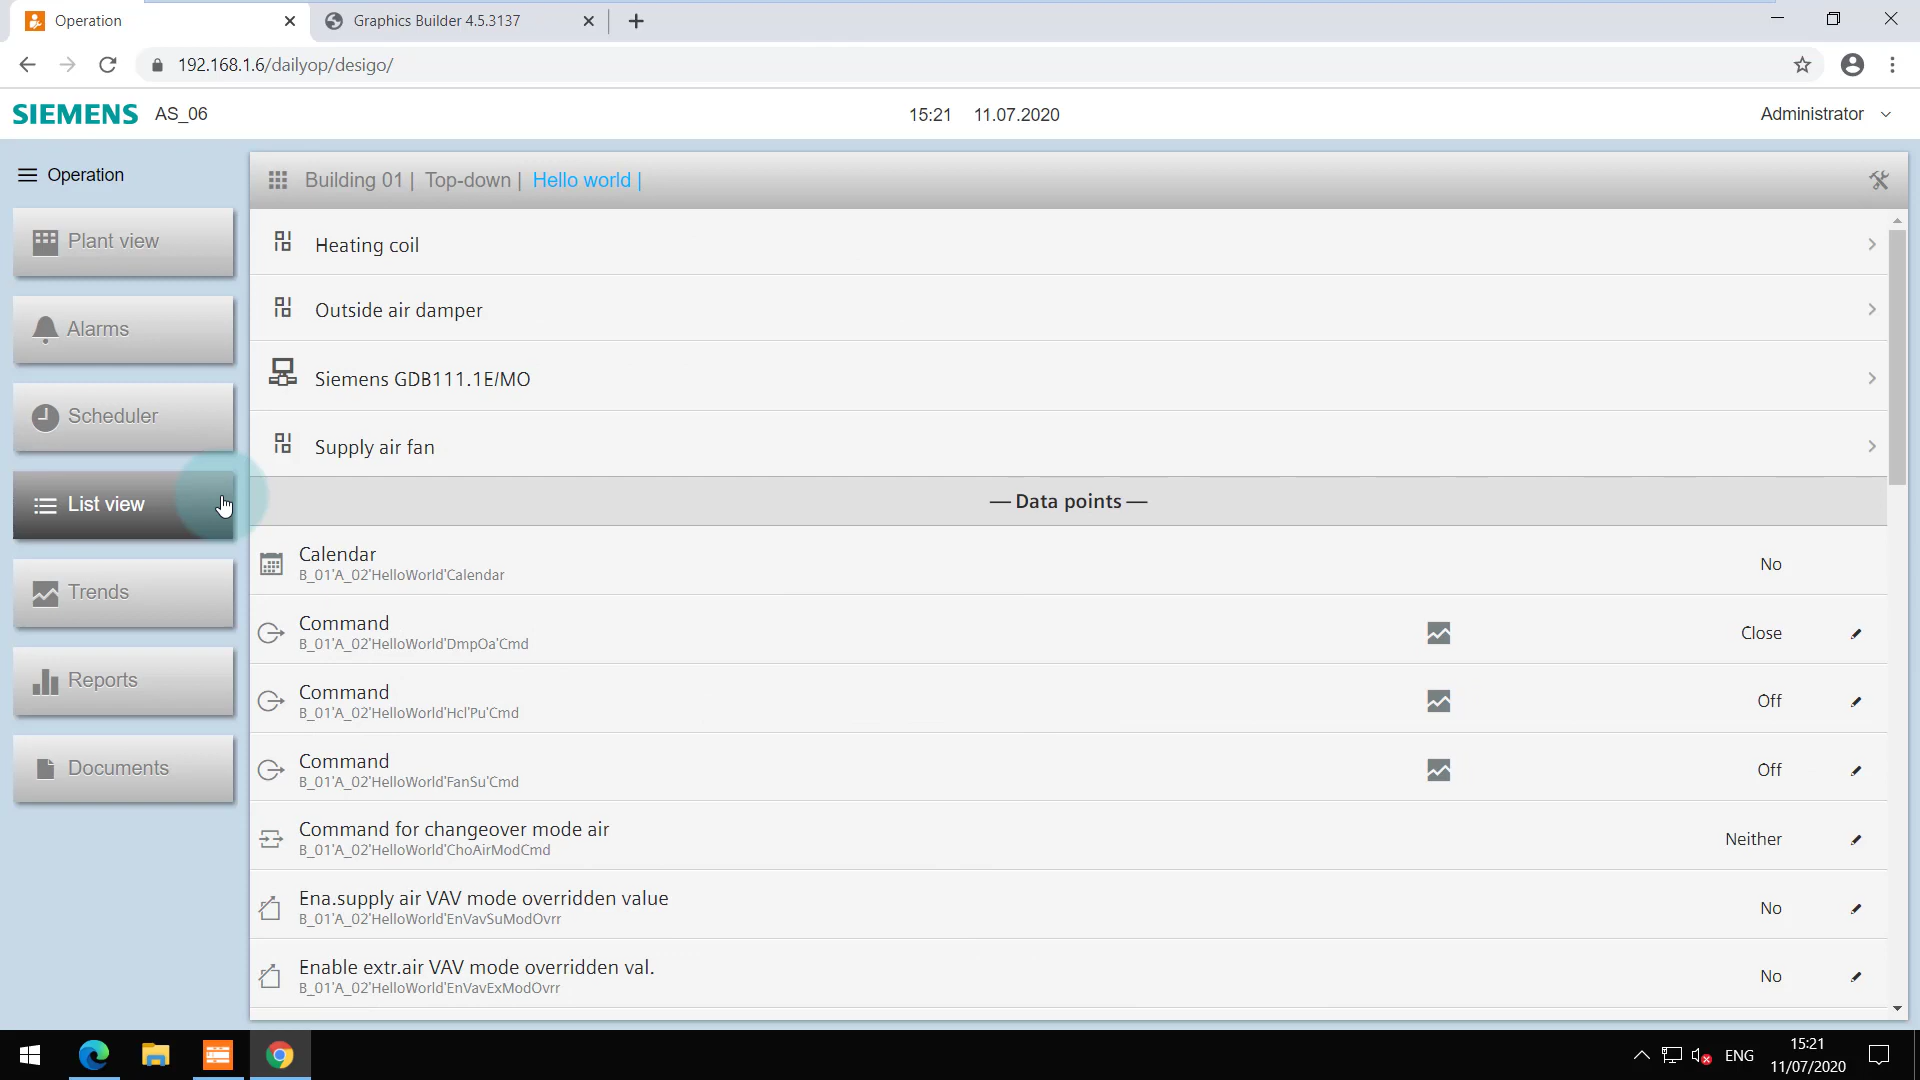 Operation
Graphics Builder 4.5.3137
192.168.1.6/dailyop/desigo/
SIEMENS AS_06
15:21 11.07.2020
Administrator
Operation
Building 01 | Top-down | Hello world |
Plant view
Alarms
Scheduler
List view
Trends
Reports
Documents
Heating coil
Outside air damper
Siemens GDB111.1E/MO
Supply air fan
— Data points —
Calendar
B_01'A_02'HelloWorld'Calendar
No
Command
B_01'A_02'HelloWorld'DmpOa'Cmd
Close
Command
B_01'A_02'HelloWorld'Hcl'Pu'Cmd
Off
Command
B_01'A_02'HelloWorld'FanSu'Cmd
Off
Command for changeover mode air
B_01'A_02'HelloWorld'ChoAirModCmd
Neither
Ena.supply air VAV mode overridden value
B_01'A_02'HelloWorld'EnVavSuModOvrr
No
Enable extr.air VAV mode overridden val.
B_01'A_02'HelloWorld'EnVavExModOvrr
No
ENG
15:21
11/07/2020